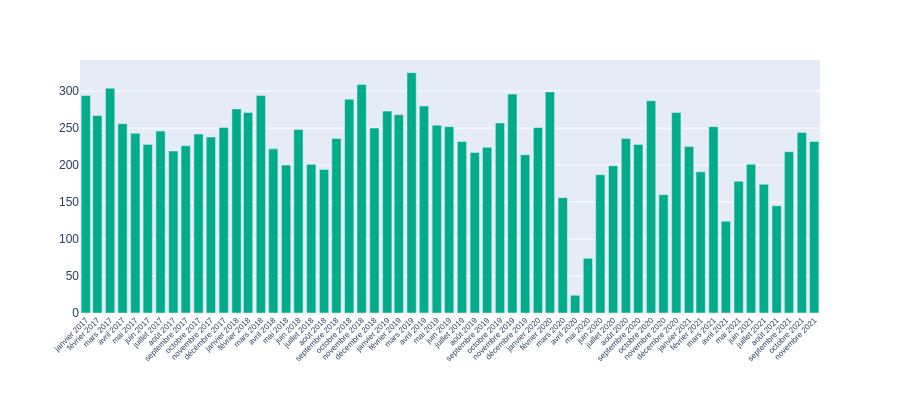 300
250
200
150
100
50
0
janvier 2017
février 2017
mars 2017
avril 2017
mai 2017
juin 2017
juillet 2017
août 2017
septembre 2017
octobre 2017
novembre 2017
décembre 2017
janvier 2018
février 2018
mars 2018
avril 2018
mai 2018
juin 2018
juillet 2018
août 2018
septembre 2018
octobre 2018
novembre 2018
décembre 2018
janvier 2019
février 2019
mars 2019
avril 2019
mai 2019
juin 2019
juillet 2019
août 2019
septembre 2019
octobre 2019
novembre 2019
décembre 2019
janvier 2020
février 2020
mars 2020
avril 2020
mai 2020
juin 2020
juillet 2020
août 2020
septembre 2020
octobre 2020
novembre 2020
décembre 2020
janvier 2021
février 2021
mars 2021
avril 2021
mai 2021
juin 2021
juillet 2021
août 2021
septembre 2021
octobre 2021
novembre 2021